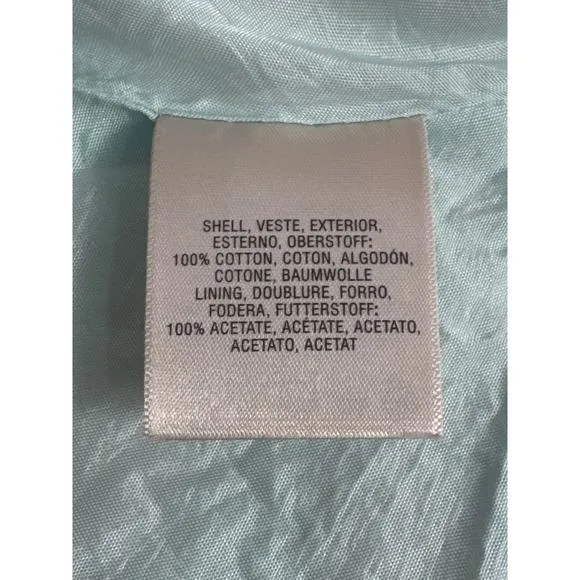 SHELL, VESTE, EXTERIOR,
ESTERNO, OBERSTOFF:
100% COTTON, COTON, ALGODÓN,
COTONE, BAUMWOLLE
LINING, DOUBLURE, FORRO,
FODERA, FUTTERSTOFF:
100% ACETATE, ACÉTATE, ACETATO,
ACETATO, ACETAT